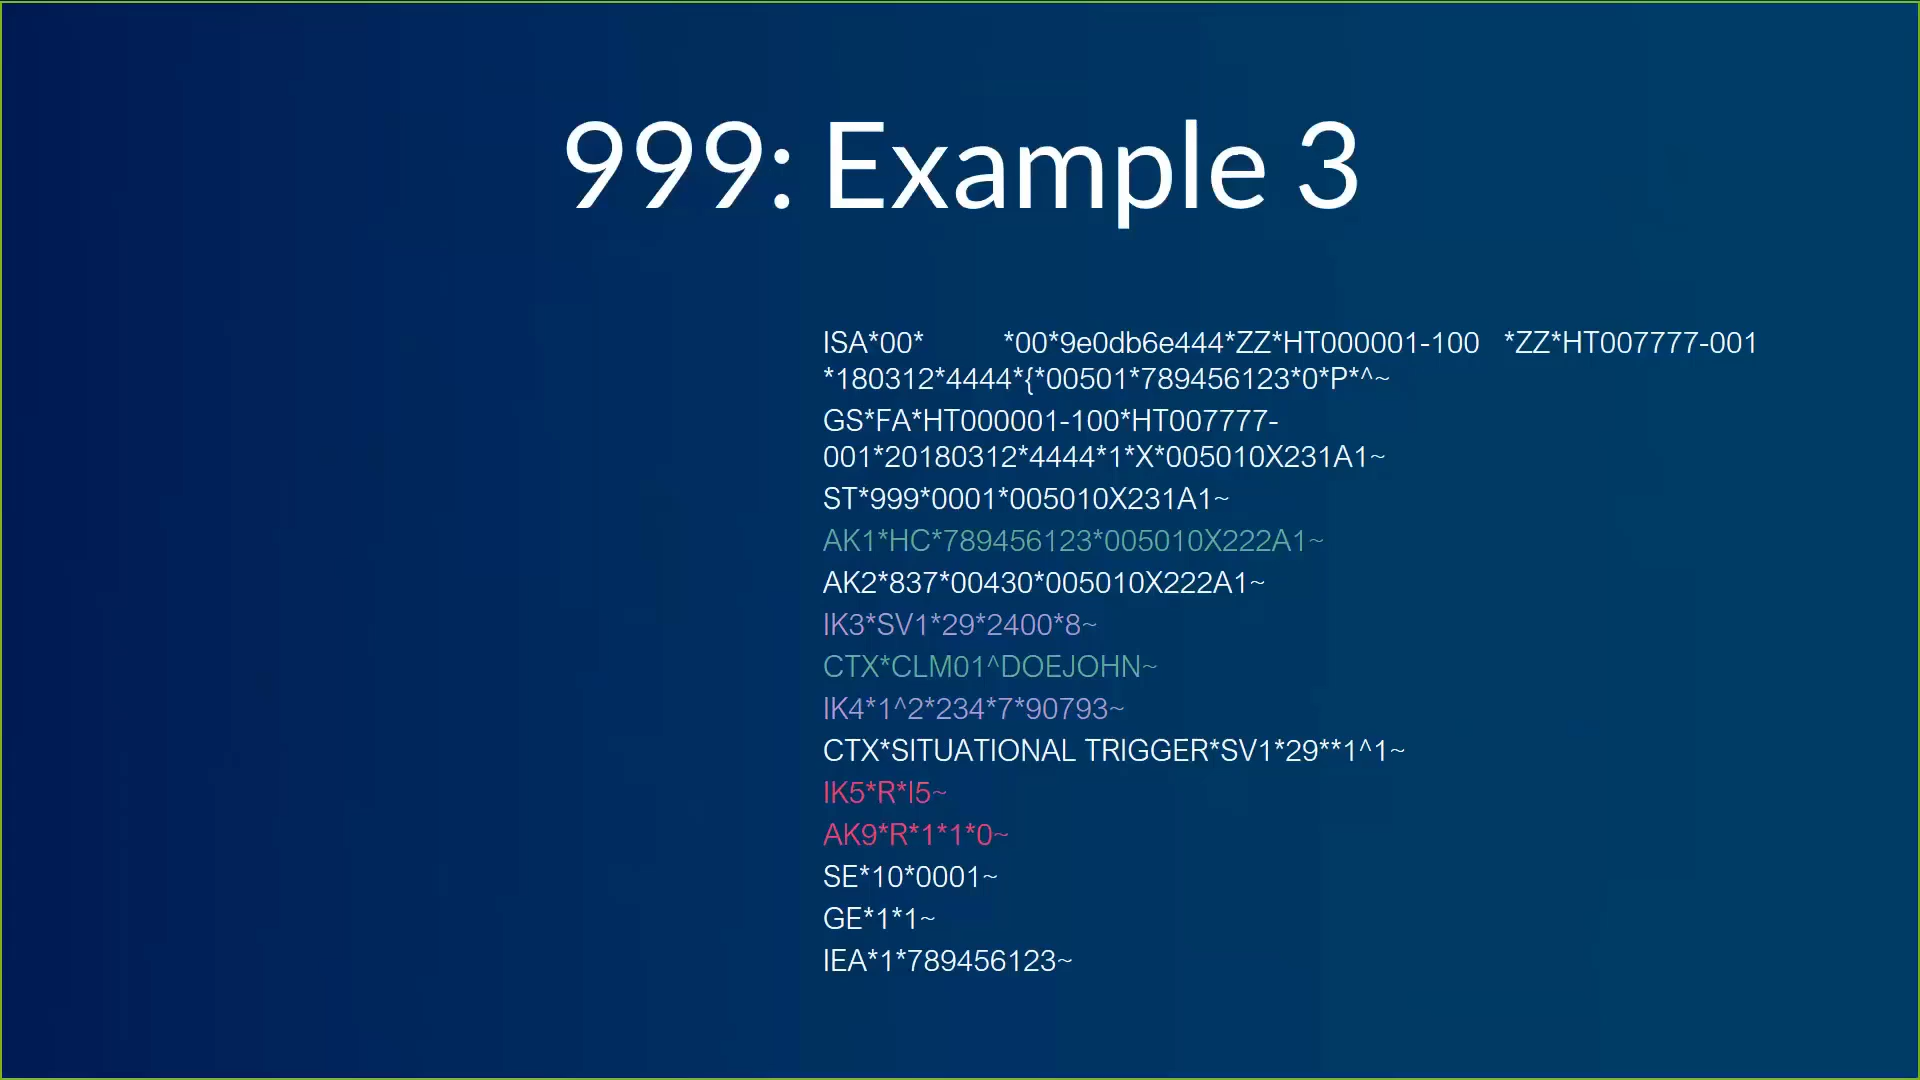 999: Example 3
ISA*00*          *00*9e0db6e444*ZZ*HT000001-100   *ZZ*HT007777-001
*180312*4444*{*00501*789456123*0*P*^~
GS*FA*HT000001-100*HT007777-
001*20180312*4444*1*X*005010X231A1~
ST*999*0001*005010X231A1~
AK1*HC*789456123*005010X222A1~
AK2*837*00430*005010X222A1~
IK3*SV1*29*2400*8~
CTX*CLM01^DOEJOHN~
IK4*1^2*234*7*90793~
CTX*SITUATIONAL TRIGGER*SV1*29**1^1~
IK5*R*I5~
AK9*R*1*1*0~
SE*10*0001~
GE*1*1~
IEA*1*789456123~